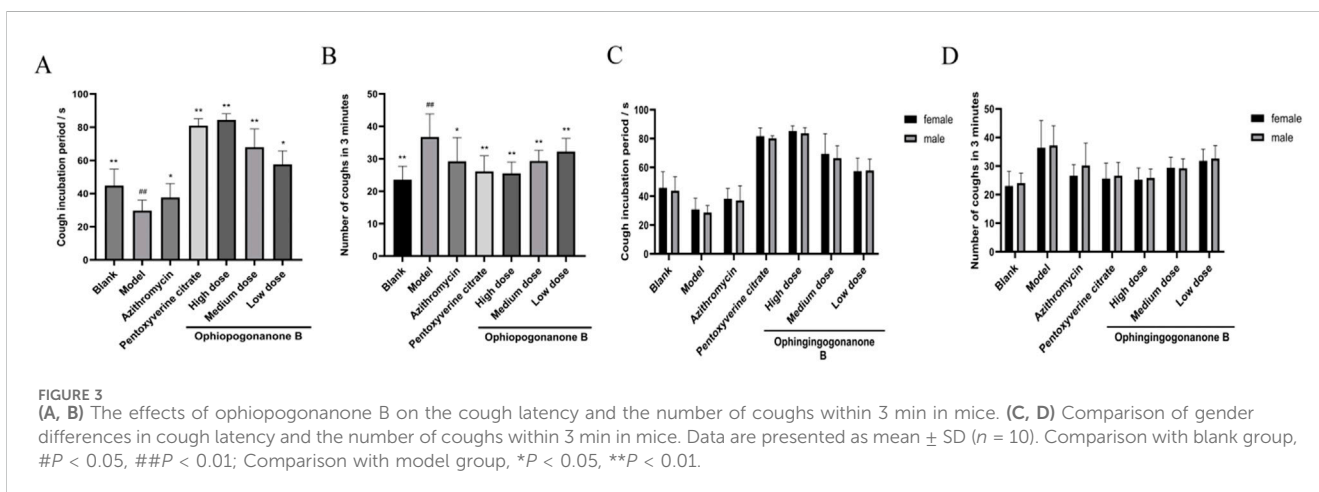 A
Cough incubation period / s
100
80
60
40
20
0
**
##
*
**
**
**
*
Blank
Model
Azithromycin
Pentoxyverine citrate
High dose
Medium dose
Low dose
Ophiopogonanone B
B
Number of coughs in 3 minutes
50
40
30
20
10
0
**
##
*
**
**
**
**
Blank
Model
Azithromycin
Pentoxyverine citrate
High dose
Medium dose
Low dose
Ophiopogonanone B
C
Cough incubation period / s
100
80
60
40
20
0
female
male
Blank
Model
Azithromycin
Pentoxyverine citrate
High dose
Medium dose
Low dose
Ophingingogonanone
B
D
Number of coughs in 3 minutes
50
40
30
20
10
0
female
male
Blank
Model
Azithromycin
Pentoxyverine citrate
High dose
Medium dose
Low dose
Ophingingogonanone B
FIGURE 3
(A, B) The effects of ophiopogonanone B on the cough latency and the number of coughs within 3 min in mice. (C, D) Comparison of gender
differences in cough latency and the number of coughs within 3 min in mice. Data are presented as mean ± SD (n = 10). Comparison with blank group,
#P < 0.05, ##P < 0.01; Comparison with model group, *P < 0.05, **P < 0.01.